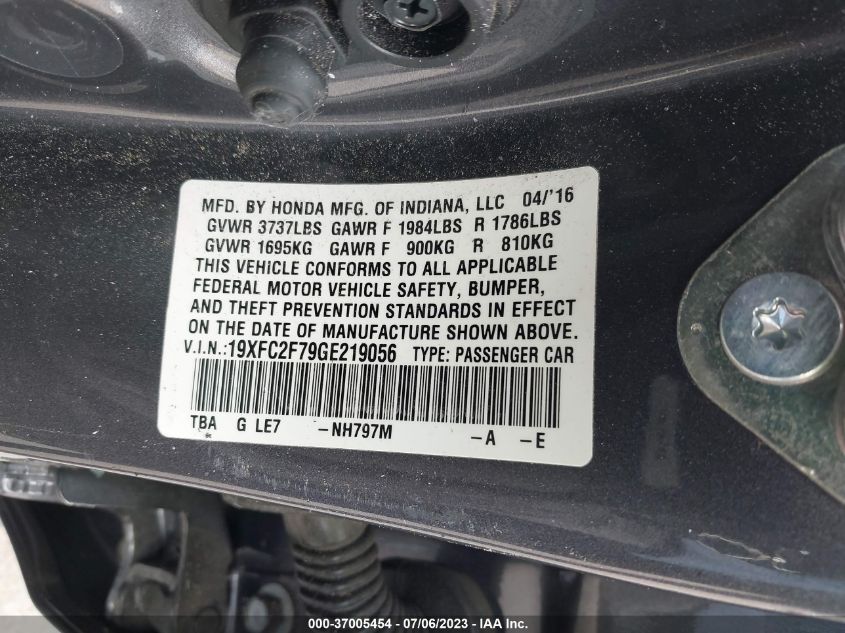 MFD. BY HONDA MFG. OF INDIANA, LLC 04/'16
GVWR 3737LBS GAWR F 1984LBS R 1786LBS
GVWR 1695KG GAWR F 900KG R 810KG
THIS VEHICLE CONFORMS TO ALL APPLICABLE
FEDERAL MOTOR VEHICLE SAFETY, BUMPER,
AND THEFT PREVENTION STANDARDS IN EFFECT
ON THE DATE OF MANUFACTURE SHOWN ABOVE.
V.I.N.:19XFC2F79GE219056 TYPE: PASSENGER CAR
TBA G LE7 -NH797M -A -E
000-37005454 - 07/06/2023 - © IAA Inc.